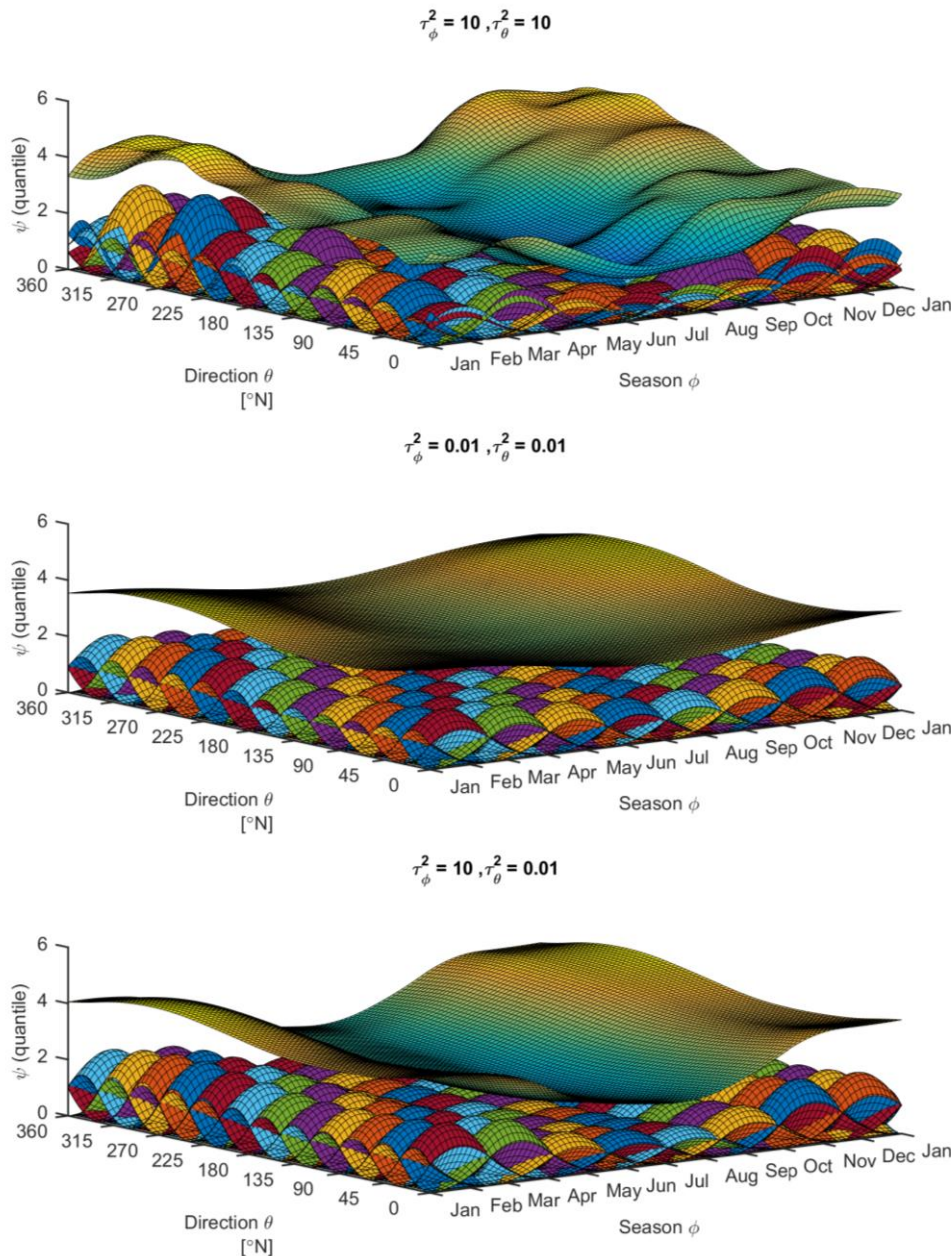 τ²_ϕ = 10 ,τ²_θ = 10
6
4
2
0
ψ (quantile)
360
315
270
225
180
135
90
45
0
Direction θ
[°N]
Jan
Feb
Mar
Apr
May
Jun
Jul
Aug
Sep
Oct
Nov
Dec
Jan
Season ϕ
τ²_ϕ = 0.01 ,τ²_θ = 0.01
6
4
2
0
ψ (quantile)
360
315
270
225
180
135
90
45
0
Direction θ
[°N]
Jan
Feb
Mar
Apr
May
Jun
Jul
Aug
Sep
Oct
Nov
Dec
Jan
Season ϕ
τ²_ϕ = 10 ,τ²_θ = 0.01
6
4
2
0
ψ (quantile)
360
315
270
225
180
135
90
45
0
Direction θ
[°N]
Jan
Feb
Mar
Apr
May
Jun
Jul
Aug
Sep
Oct
Nov
Dec
Jan
Season ϕ